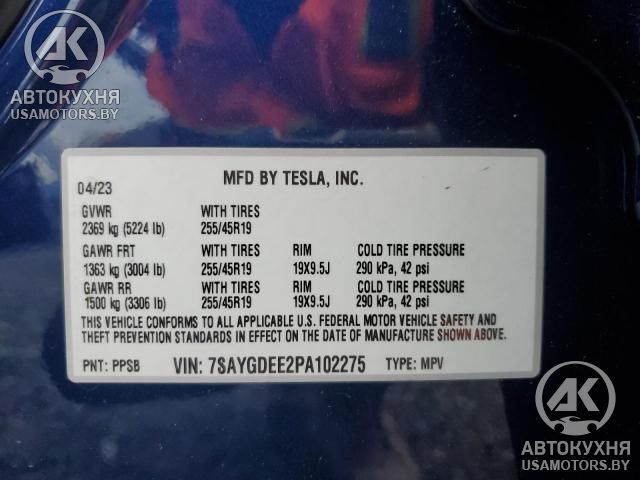 АК
АВТОКУХНЯ
USAMOTORS.BY
MFD BY TESLA, INC.
04/23
GVWR WITH TIRES
2369 kg (5224 lb) 255/45R19
GAWR FRT WITH TIRES RIM COLD TIRE PRESSURE
1363 kg (3004 lb) 255/45R19 19X9.5J 290 kPa, 42 psi
GAWR RR WITH TIRES RIM COLD TIRE PRESSURE
1500 kg (3306 lb) 255/45R19 19X9.5J 290 kPa, 42 psi
THIS VEHICLE CONFORMS TO ALL APPLICABLE U.S. FEDERAL MOTOR VEHICLE SAFETY AND
THEFT PREVENTION STANDARDS IN EFFECT ON THE DATE OF MANUFACTURE SHOWN ABOVE.
PNT: PPSB VIN: 7SAYGDEE2PA102275 TYPE: MPV
АК
АВТОКУХНЯ
USAMOTORS.BY